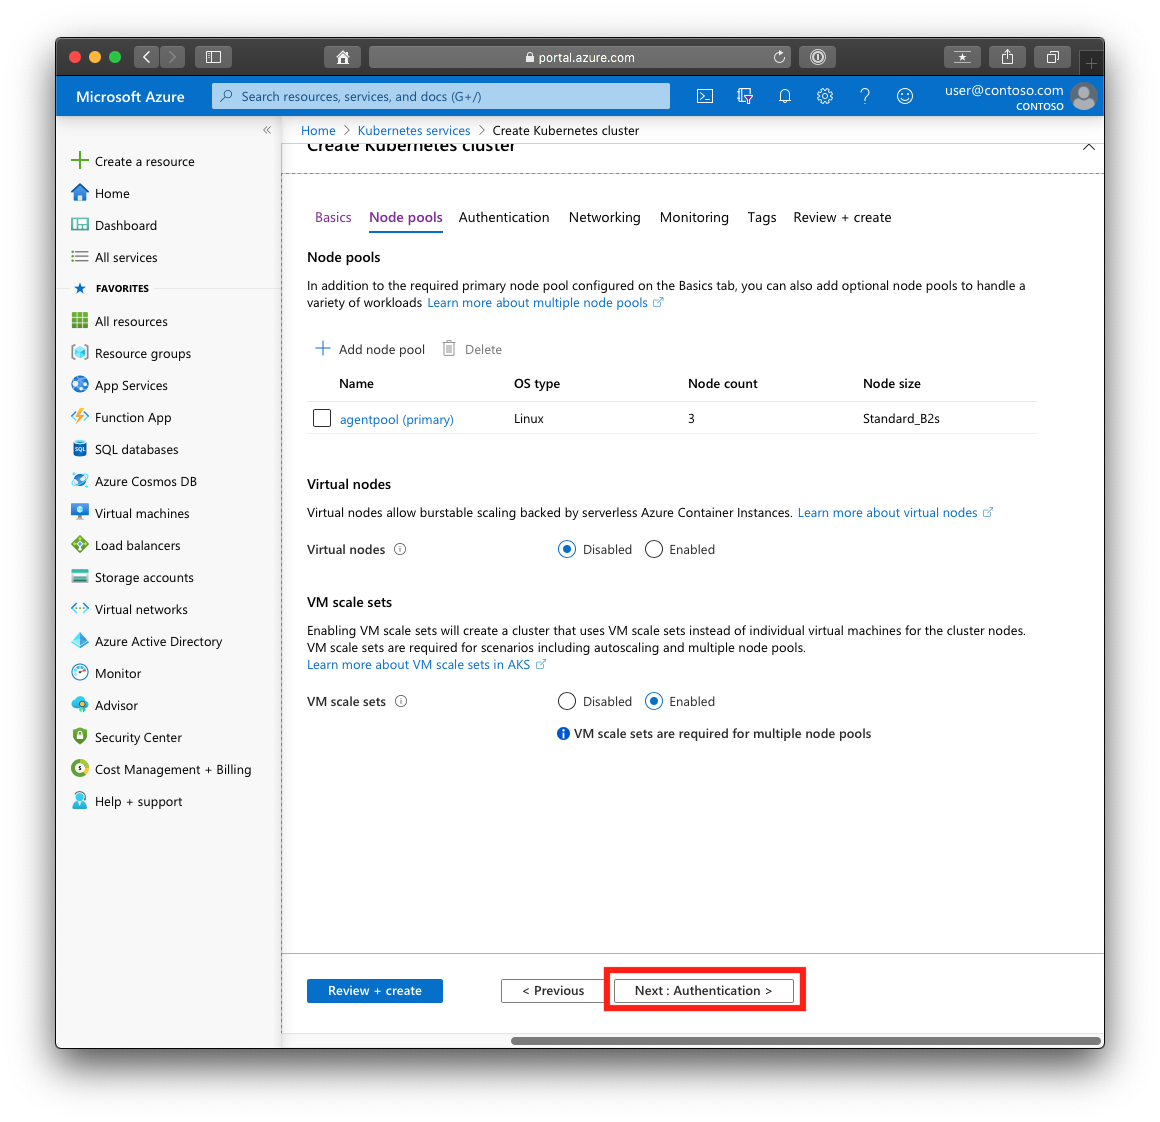 portal.azure.com
Microsoft Azure
Search resources, services, and docs (G+/)
user@contoso.com
CONTOSO
Home > Kubernetes services > Create Kubernetes cluster
Create Kubernetes cluster
Create a resource
Home
Dashboard
All services
FAVORITES
All resources
Resource groups
App Services
Function App
SQL databases
Azure Cosmos DB
Virtual machines
Load balancers
Storage accounts
Virtual networks
Azure Active Directory
Monitor
Advisor
Security Center
Cost Management + Billing
Help + support
Basics Node pools Authentication Networking Monitoring Tags Review + create
Node pools
In addition to the required primary node pool configured on the Basics tab, you can also add optional node pools to handle a
variety of workloads Learn more about multiple node pools
Add node pool Delete
Name OS type Node count Node size
agentpool (primary) Linux 3 Standard_B2s
Virtual nodes
Virtual nodes allow burstable scaling backed by serverless Azure Container Instances. Learn more about virtual nodes
Virtual nodes Disabled Enabled
VM scale sets
Enabling VM scale sets will create a cluster that uses VM scale sets instead of individual virtual machines for the cluster nodes.
VM scale sets are required for scenarios including autoscaling and multiple node pools.
Learn more about VM scale sets in AKS
VM scale sets Disabled Enabled
VM scale sets are required for multiple node pools
Review + create < Previous Next : Authentication >